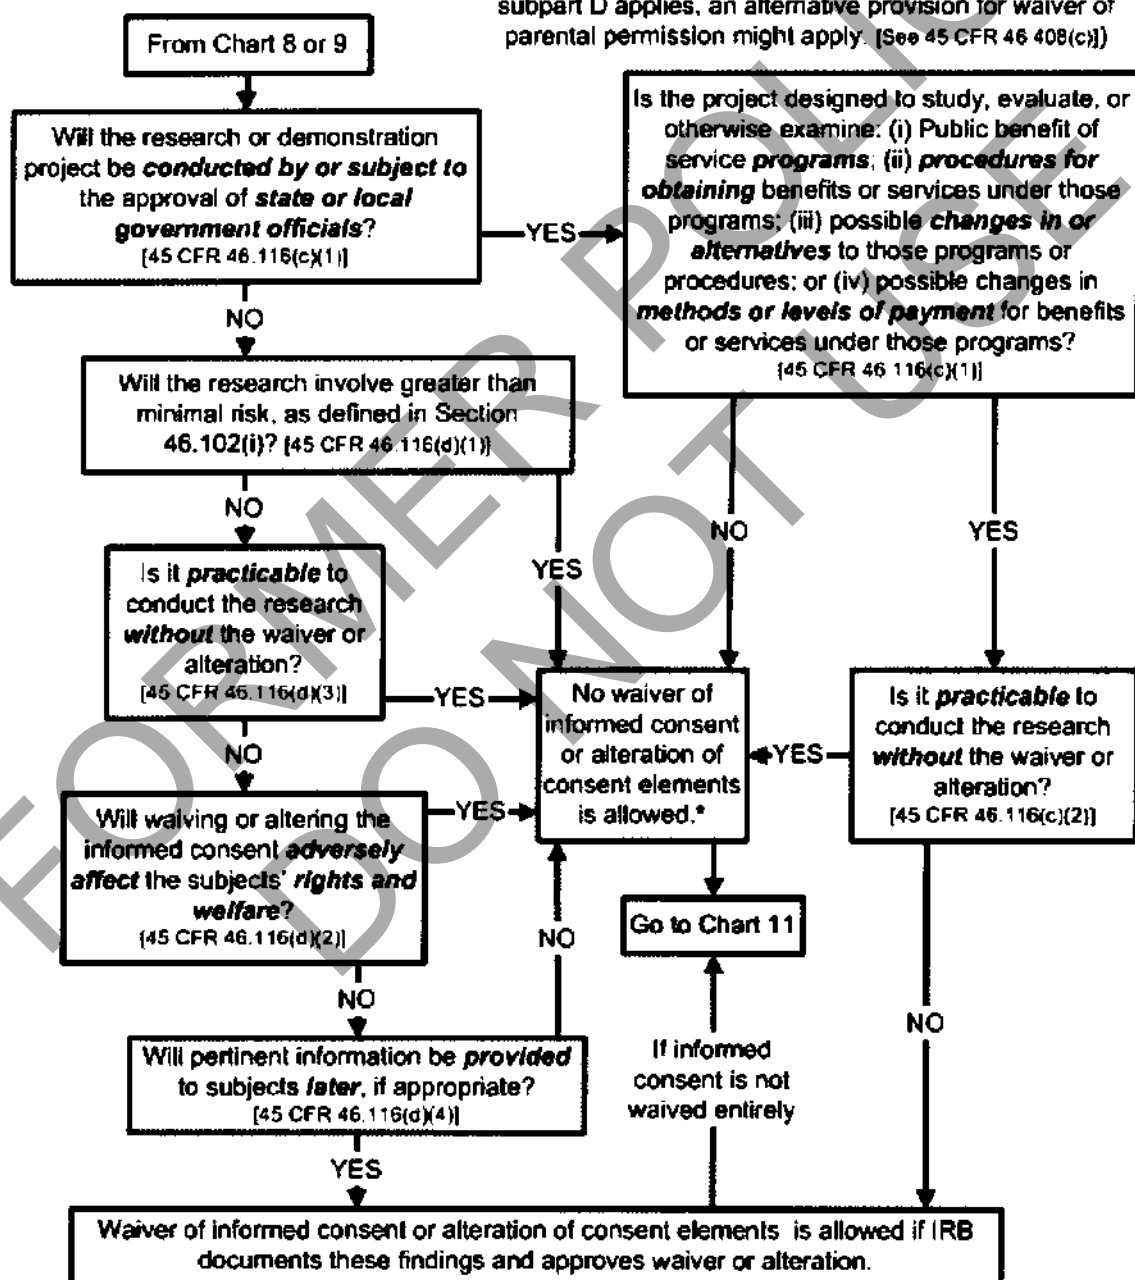 subpart D applies, an alternative provision for waiver of
parental permission might apply. [See 45 CFR 46 408(c)])
From Chart 8 or 9
Will the research or demonstration
project be conducted by or subject to
the approval of state or local
government officials?
[45 CFR 46.116(c)(1)]
YES
Is the project designed to study, evaluate, or
otherwise examine: (i) Public benefit of
service programs; (ii) procedures for
obtaining benefits or services under those
programs; (iii) possible changes in or
alternatives to those programs or
procedures; or (iv) possible changes in
methods or levels of payment for benefits
or services under those programs?
[45 CFR 46 116(c)(1)]
NO
Will the research involve greater than
minimal risk, as defined in Section
46.102(i)? [45 CFR 46.116(d)(1)]
NO
YES
NO
YES
Is it practicable to
conduct the research
without the waiver or
alteration?
[45 CFR 46.116(d)(3)]
YES
No waiver of
informed consent
or alteration of
consent elements
is allowed.*
YES
Is it practicable to
conduct the research
without the waiver or
alteration?
[45 CFR 46.116(c)(2)]
NO
Will waiving or altering the
informed consent adversely
affect the subjects' rights and
welfare?
[45 CFR 46.116(d)(2)]
YES
Go to Chart 11
NO
NO
Will pertinent information be provided
to subjects later, if appropriate?
[45 CFR 46.116(d)(4)]
If informed
consent is not
waived entirely
NO
YES
Waiver of informed consent or alteration of consent elements is allowed if IRB
documents these findings and approves waiver or alteration.
FORMER POLIC
DO NOT USE